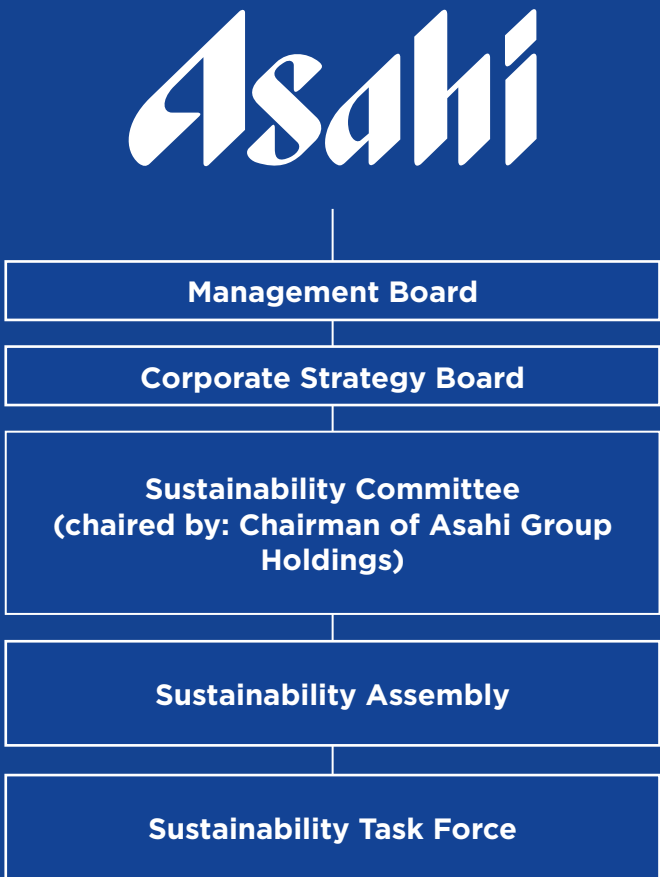 Asahi
Management Board
Corporate Strategy Board
Sustainability Committee
(chaired by: Chairman of Asahi Group
Holdings)
Sustainability Assembly
Sustainability Task Force